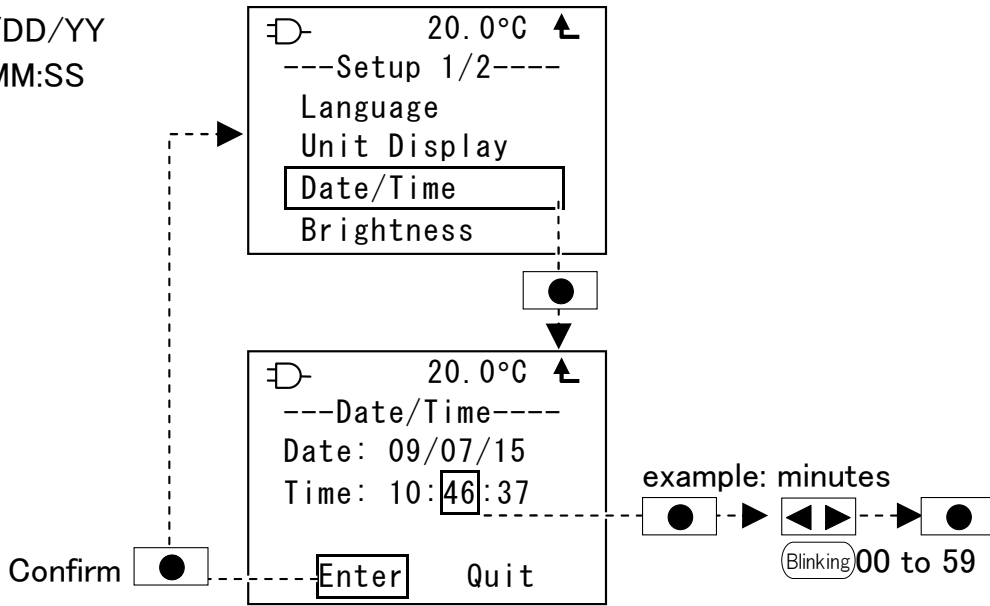 /DD/YY
MM:SS
20.0°C
---Setup 1/2----
Language
Unit Display
Date/Time
Brightness
20.0°C
---Date/Time----
Date: 09/07/15
Time: 10:46:37
example: minutes
Blinking 00 to 59
Confirm
Enter Quit